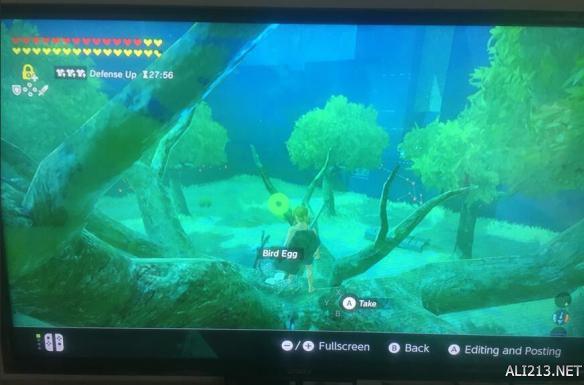 Defense Up 27:56
Bird Egg
X
Y A Take
B
−/+ Fullscreen B Back A Editing and Posting
ALI213.NET